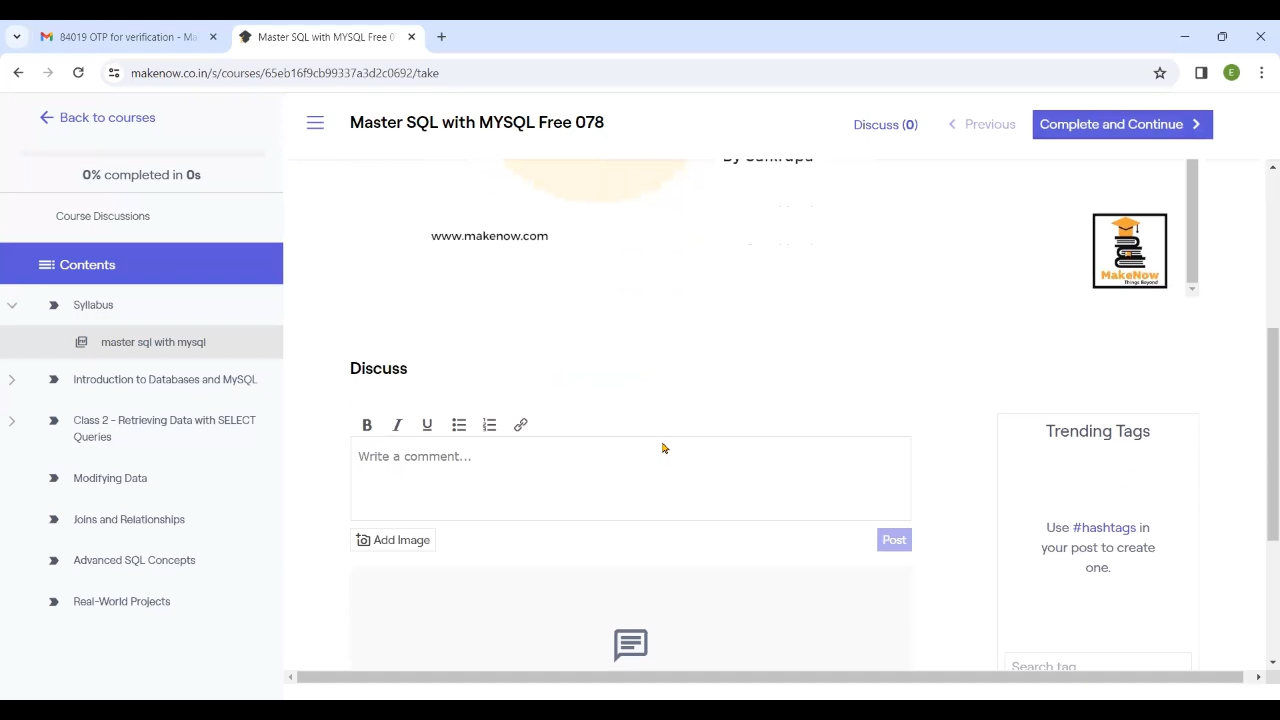 84019 OTP for verification - Ma
Master SQL with MYSQL Free 0
makenow.co.in/s/courses/65eb16f9cb99337a3d2c0692/take
E
Back to courses
0% completed in 0s
Course Discussions
Contents
Syllabus
master sql with mysql
Introduction to Databases and MySQL
Class 2 - Retrieving Data with SELECT
Queries
Modifying Data
Joins and Relationships
Advanced SQL Concepts
Real-World Projects
Master SQL with MYSQL Free 078
Discuss (0)
Previous
Complete and Continue
www.makenow.com
MakeNow
Things Beyond
Discuss
B I U
Write a comment...
Add Image
Post
Trending Tags
Use #hashtags in
your post to create
one.
Search tag